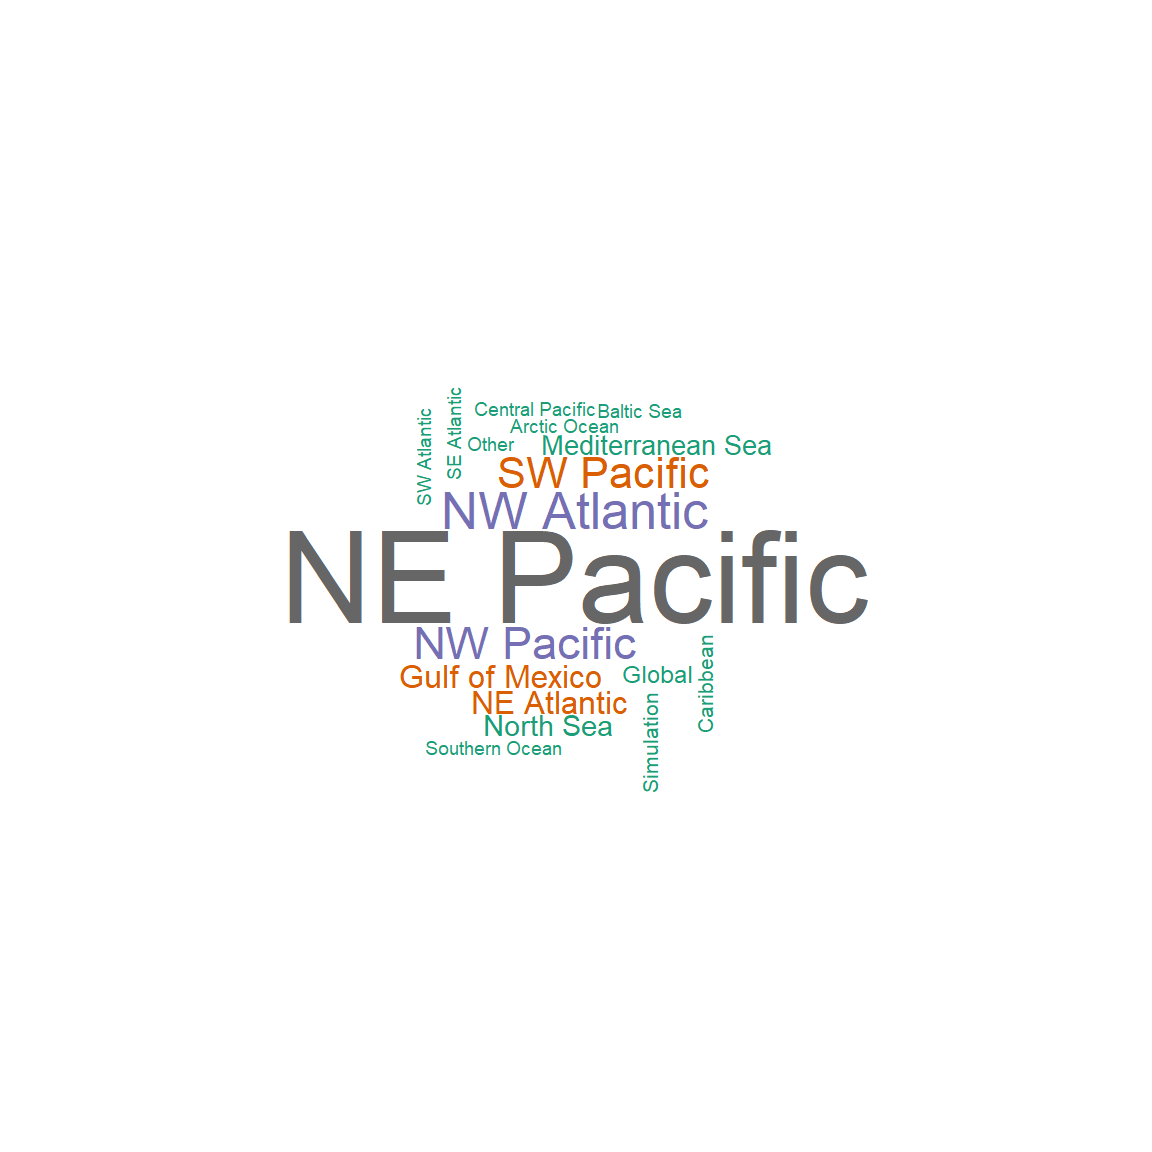 SW Atlantic
SE Atlantic
Central Pacific
Baltic Sea
Arctic Ocean
Other
Mediterranean Sea
SW Pacific
NW Atlantic
NE Pacific
NW Pacific
Gulf of Mexico
Global
Caribbean
NE Atlantic
North Sea
Simulation
Southern Ocean